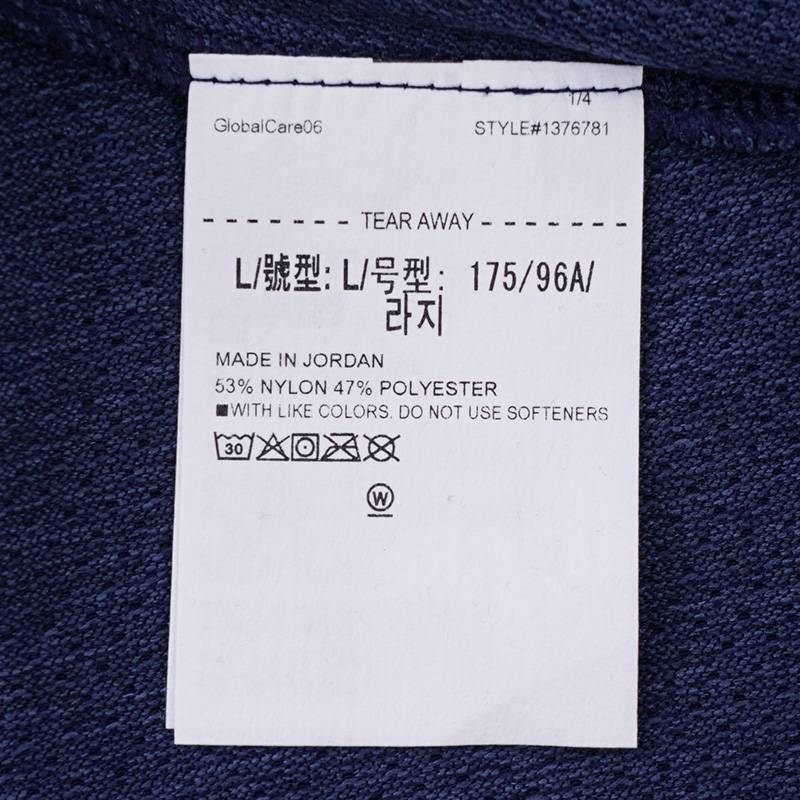 1/4
GlobalCare06 STYLE#1376781
- - - - - - - TEAR AWAY - - - - - - -
L/號型: L/号型: 175/96A/
라지
MADE IN JORDAN
53% NYLON 47% POLYESTER
■WITH LIKE COLORS. DO NOT USE SOFTENERS
30
W